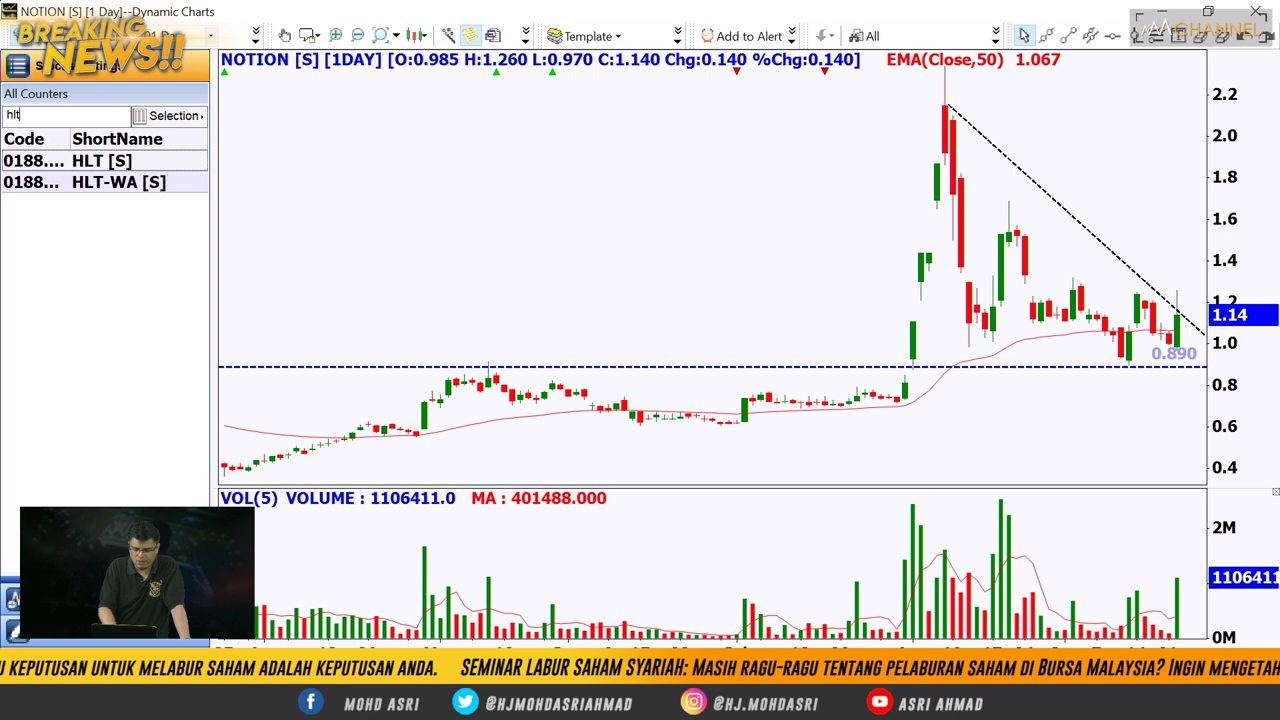 NOTION [S] [1 Day]--Dynamic Charts
BREAKING
NEWS!!
Template
Add to Alert
All
CHANNEL
NOTION [S] [1DAY] [O:0.985 H:1.260 L:0.970 C:1.140 Chg:0.140 %Chg:0.140]
EMA(Close,50) 1.067
All Counters
hlt
Selection
Code ShortName
0188.... HLT [S]
0188... HLT-WA [S]
2.2
2.0
1.8
1.6
1.4
1.2
1.14
1.0
0.890
0.8
0.6
0.4
VOL(5) VOLUME : 1106411.0 MA : 401488.000
2M
1106411
0M
U KEPUTUSAN UNTUK MELABUR SAHAM ADALAH KEPUTUSAN ANDA. SEMINAR LABUR SAHAM SYARIAH: MASIH RAGU-RAGU TENTANG PELABURAN SAHAM DI BURSA MALAYSIA? INGIN MENGETAH
MOHD ASRI @HJMOHDASRIAHMAD @HJ.MOHDASRI ASRI AHMAD